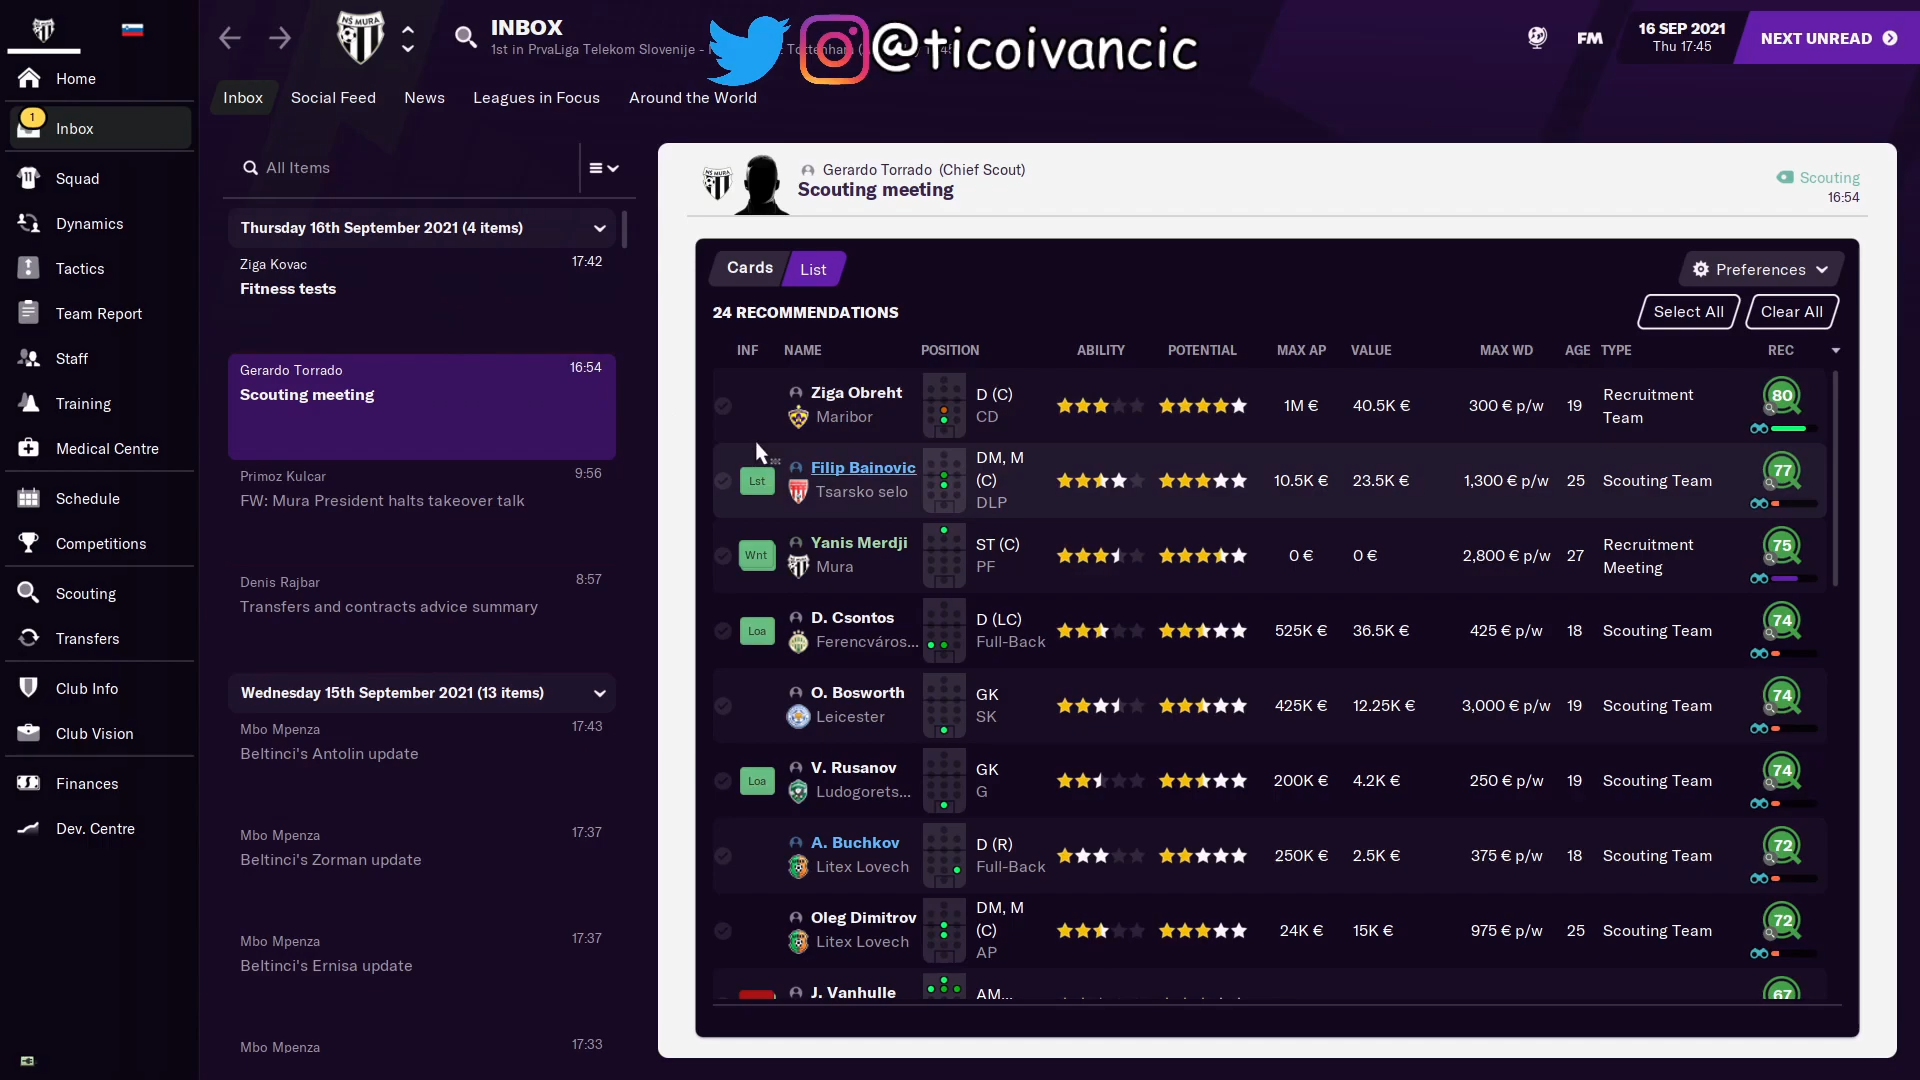 INBOX
1st in PrvaLiga Telekom Slovenije -
@ticoivancic
FM
16 SEP 2021
Thu 17:45
NEXT UNREAD
Inbox
Social Feed
News
Leagues in Focus
Around the World
Home
1
Inbox
Squad
Dynamics
Tactics
Team Report
Staff
Training
Medical Centre
Schedule
Competitions
Scouting
Transfers
Club Info
Club Vision
Finances
Dev. Centre
All Items
Thursday 16th September 2021 (4 items)
Ziga Kovac 17:42
Fitness tests
Gerardo Torrado 16:54
Scouting meeting
Primoz Kulcar 9:56
FW: Mura President halts takeover talk
Denis Rajbar 8:57
Transfers and contracts advice summary
Wednesday 15th September 2021 (13 items)
Mbo Mpenza 17:43
Beltinci's Antolin update
Mbo Mpenza 17:37
Beltinci's Zorman update
Mbo Mpenza 17:37
Beltinci's Ernisa update
Mbo Mpenza 17:33
NŠ MURA
Gerardo Torrado (Chief Scout)
Scouting meeting
Scouting
16:54
Cards List
Preferences
24 RECOMMENDATIONS
Select All
Clear All
INF NAME POSITION ABILITY POTENTIAL MAX AP VALUE MAX WD AGE TYPE REC
Ziga Obreht Maribor D (C) CD 1M € 40.5K € 300 € p/w 19 Recruitment Team 80
Lst Filip Bainovic Tsarsko selo DM, M (C) DLP 10.5K € 23.5K € 1,300 € p/w 25 Scouting Team 77
Wnt Yanis Merdji Mura ST (C) PF 0 € 0 € 2,800 € p/w 27 Recruitment Meeting 75
Loa D. Csontos Ferencváros... D (LC) Full-Back 525K € 36.5K € 425 € p/w 18 Scouting Team 74
O. Bosworth Leicester GK SK 425K € 12.25K € 3,000 € p/w 19 Scouting Team 74
Loa V. Rusanov Ludogorets... GK G 200K € 4.2K € 250 € p/w 19 Scouting Team 74
A. Buchkov Litex Lovech D (R) Full-Back 250K € 2.5K € 375 € p/w 18 Scouting Team 72
Oleg Dimitrov Litex Lovech DM, M (C) AP 24K € 15K € 975 € p/w 25 Scouting Team 72
J. Vanhulle AM... 67